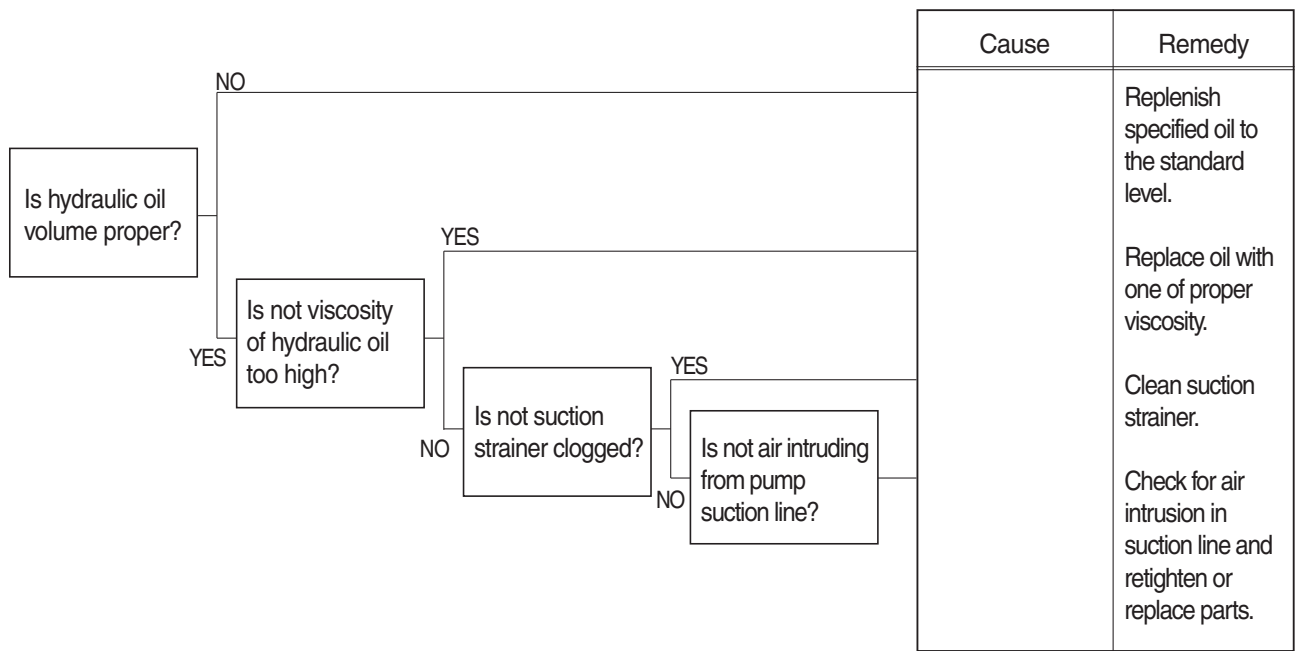 Cause
Remedy
NO
Replenish
specified oil to
the standard
level.
Is hydraulic oil
volume proper?
YES
Replace oil with
one of proper
viscosity.
Is not viscosity
of hydraulic oil
too high?
YES
YES
Clean suction
strainer.
Is not suction
strainer clogged?
NO
Is not air intruding
from pump
suction line?
NO
Check for air
intrusion in
suction line and
retighten or
replace parts.